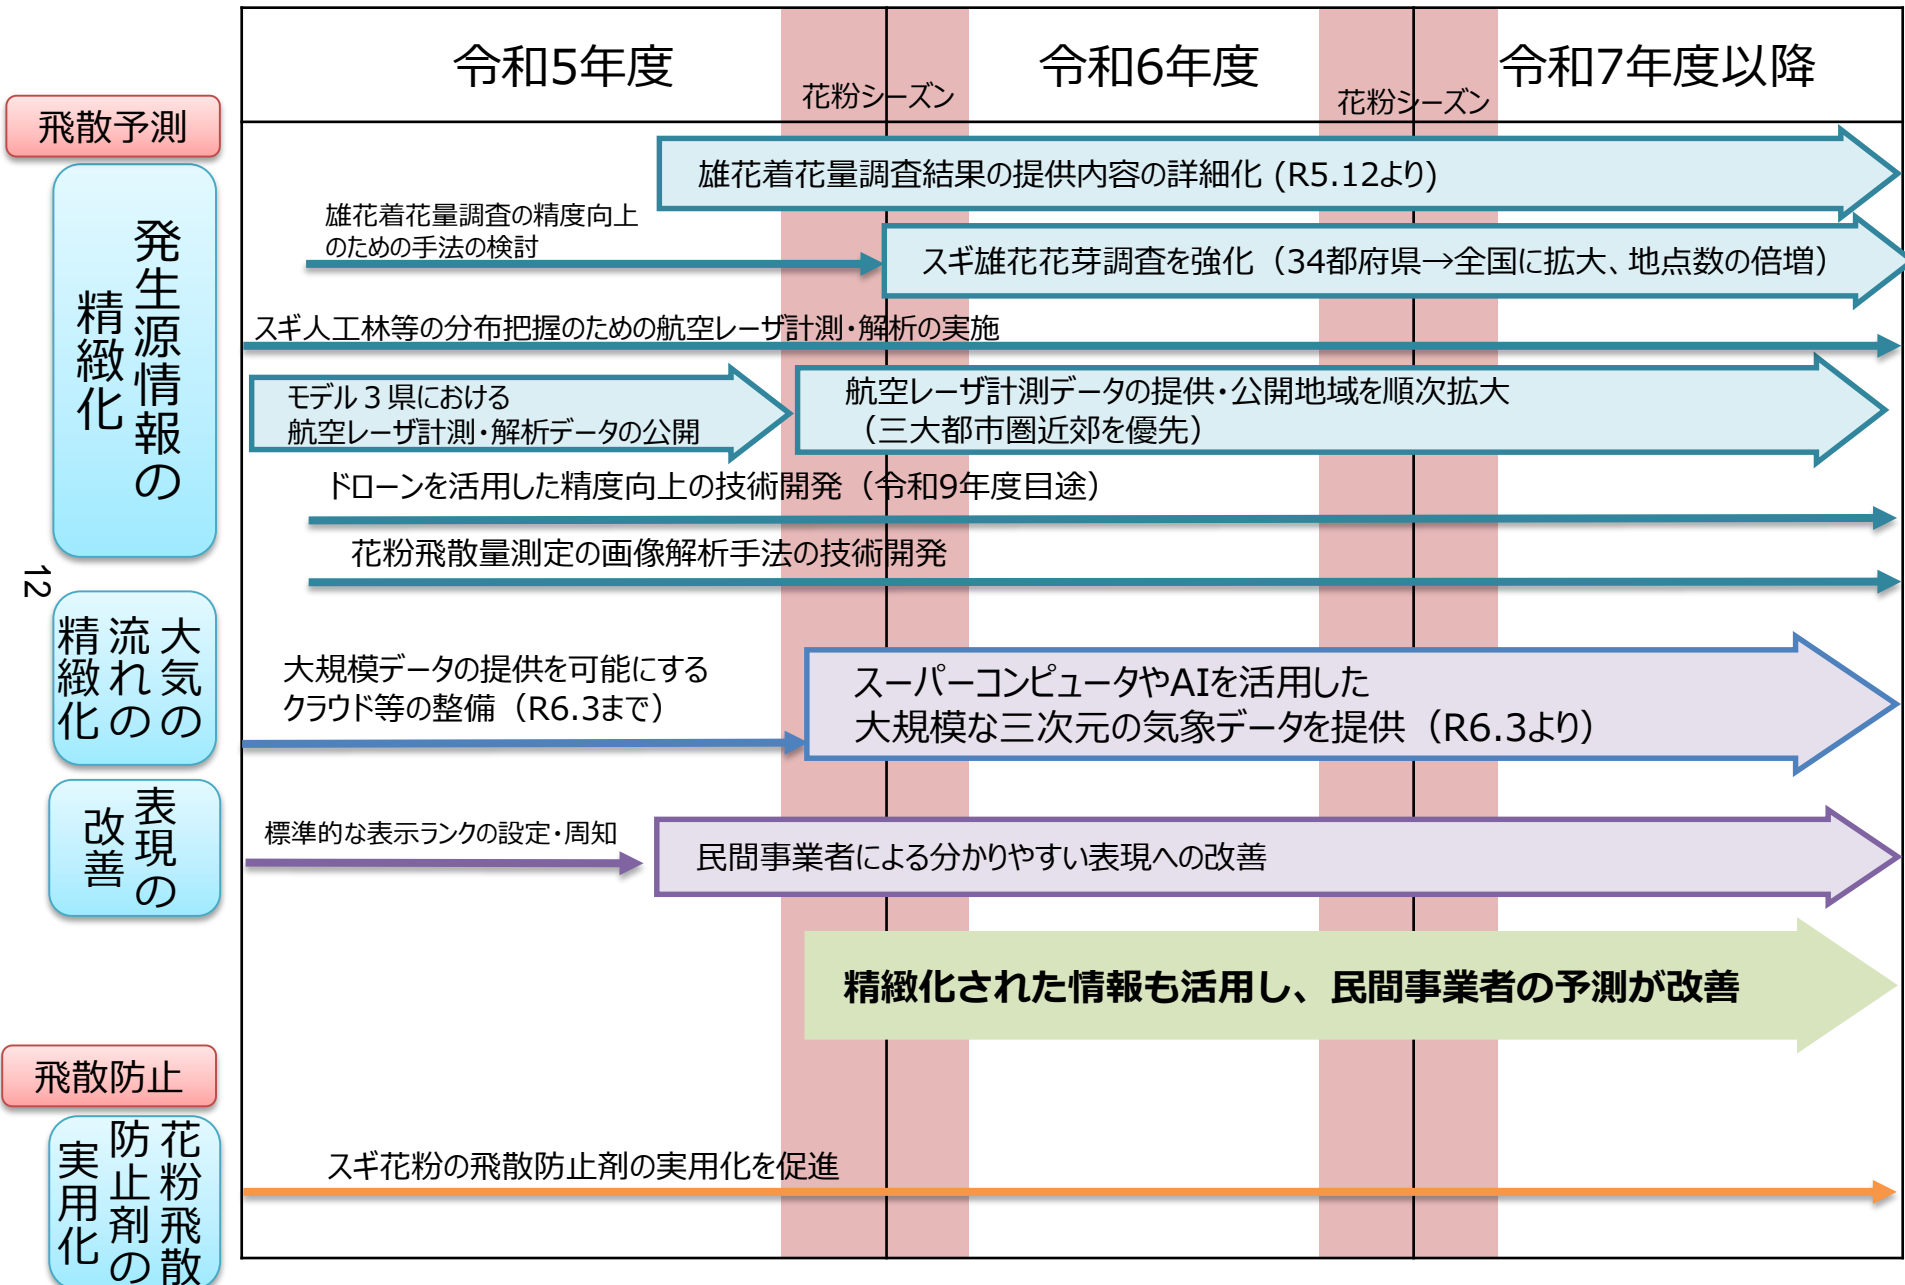 令和5年度
令和6年度
令和7年度以降
花粉シーズン
花粉シーズン
飛散予測
発生源情報の
精緻化
雄花着花量調査結果の提供内容の詳細化 (R5.12より)
雄花着花量調査の精度向上
のための手法の検討
スギ雄花花芽調査を強化（34都府県→全国に拡大、地点数の倍増）
スギ人工林等の分布把握のための航空レーザ計測・解析の実施
モデル３県における
航空レーザ計測・解析データの公開
航空レーザ計測データの提供・公開地域を順次拡大
（三大都市圏近郊を優先）
ドローンを活用した精度向上の技術開発（令和9年度目途）
花粉飛散量測定の画像解析手法の技術開発
12
大気の
流れの
精緻化
大規模データの提供を可能にする
クラウド等の整備（R6.3まで）
スーパーコンピュータやAIを活用した
大規模な三次元の気象データを提供（R6.3より）
表現の
改善
標準的な表示ランクの設定・周知
民間事業者による分かりやすい表現への改善
精緻化された情報も活用し、民間事業者の予測が改善
飛散防止
花粉飛散
防止剤の
実用化
スギ花粉の飛散防止剤の実用化を促進